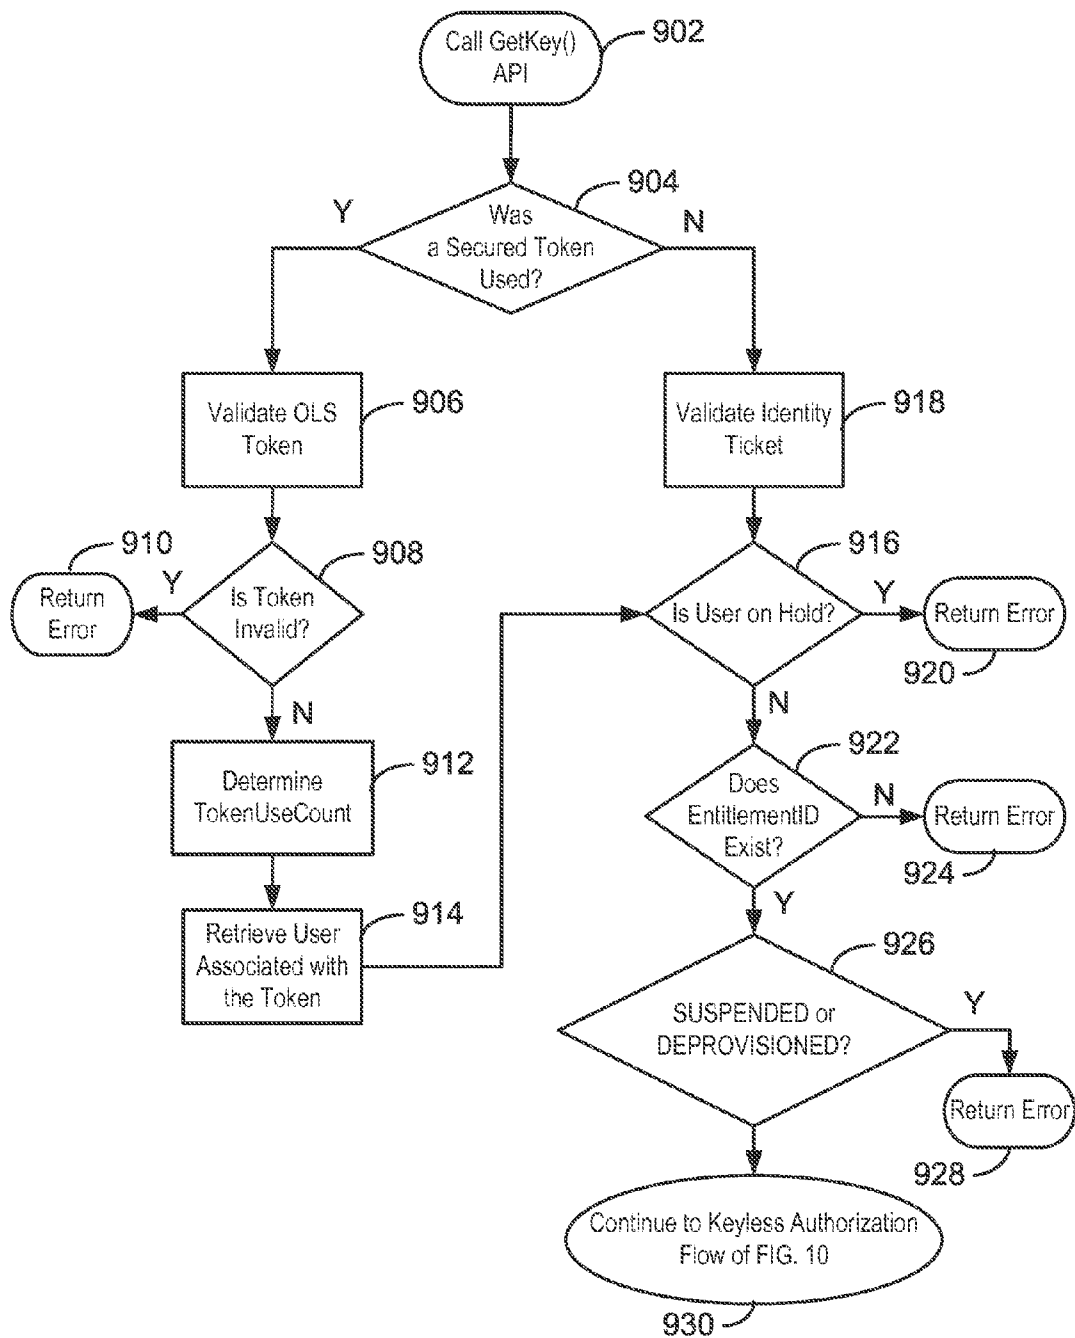 Call GetKey()
API
902
904
Y
N
Was
a Secured Token
Used?
Validate OLS
Token
906
Validate Identity
Ticket
918
910
908
916
Y
Return
Error
Is Token
Invalid?
Is User on Hold?
Y
Return Error
920
N
N
922
Determine
TokenUseCount
912
Does
EntitlementID
Exist?
N
Return Error
924
Y
914
Retrieve User
Associated with
the Token
926
SUSPENDED or
DEPROVISIONED?
Y
Return Error
928
Continue to Keyless Authorization
Flow of FIG. 10
930